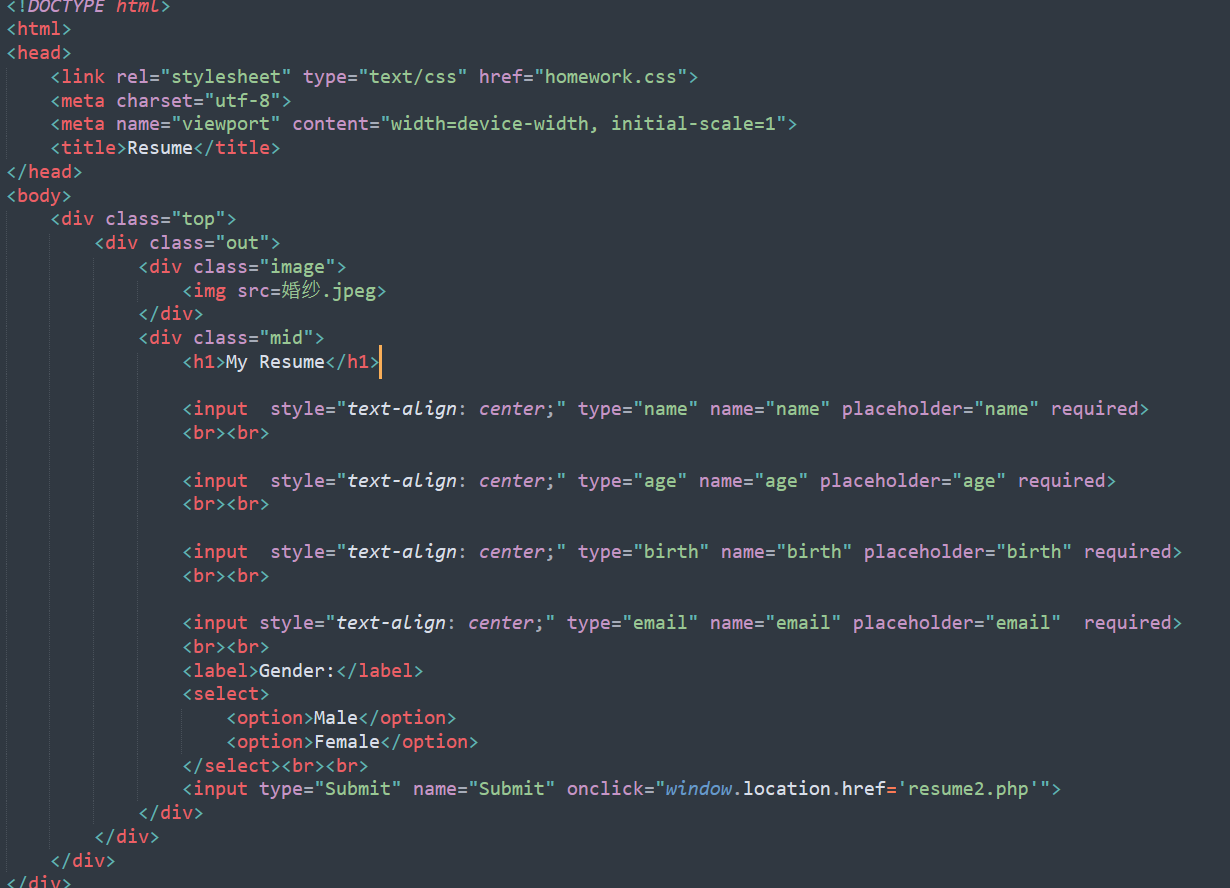 <!DOCTYPE html>
<html>
<head>
    <link rel="stylesheet" type="text/css" href="homework.css">
    <meta charset="utf-8">
    <meta name="viewport" content="width=device-width, initial-scale=1">
    <title>Resume</title>
</head>
<body>
    <div class="top">
        <div class="out">
            <div class="image">
                <img src=婚纱.jpeg>
            </div>
            <div class="mid">
                <h1>My Resume</h1>
                <input  style="text-align: center;" type="name" name="name" placeholder="name" required>
                <br><br>
                <input  style="text-align: center;" type="age" name="age" placeholder="age" required>
                <br><br>
                <input  style="text-align: center;" type="birth" name="birth" placeholder="birth" required>
                <br><br>
                <input style="text-align: center;" type="email" name="email" placeholder="email"  required>
                <br><br>
                <label>Gender:</label>
                <select>
                    <option>Male</option>
                    <option>Female</option>
                </select><br><br>
                <input type="Submit" name="Submit" onclick="window.location.href='resume2.php'">
            </div>
        </div>
    </div>
</div>